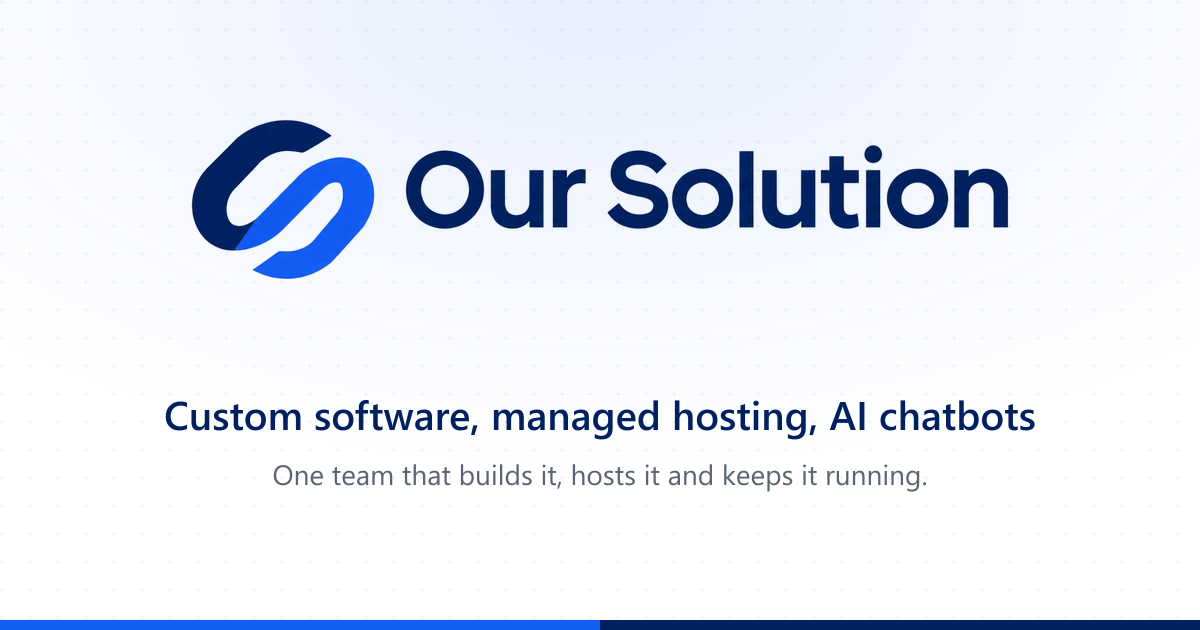 Our Solution
Custom software, managed hosting, AI chatbots
One team that builds it, hosts it and keeps it running.